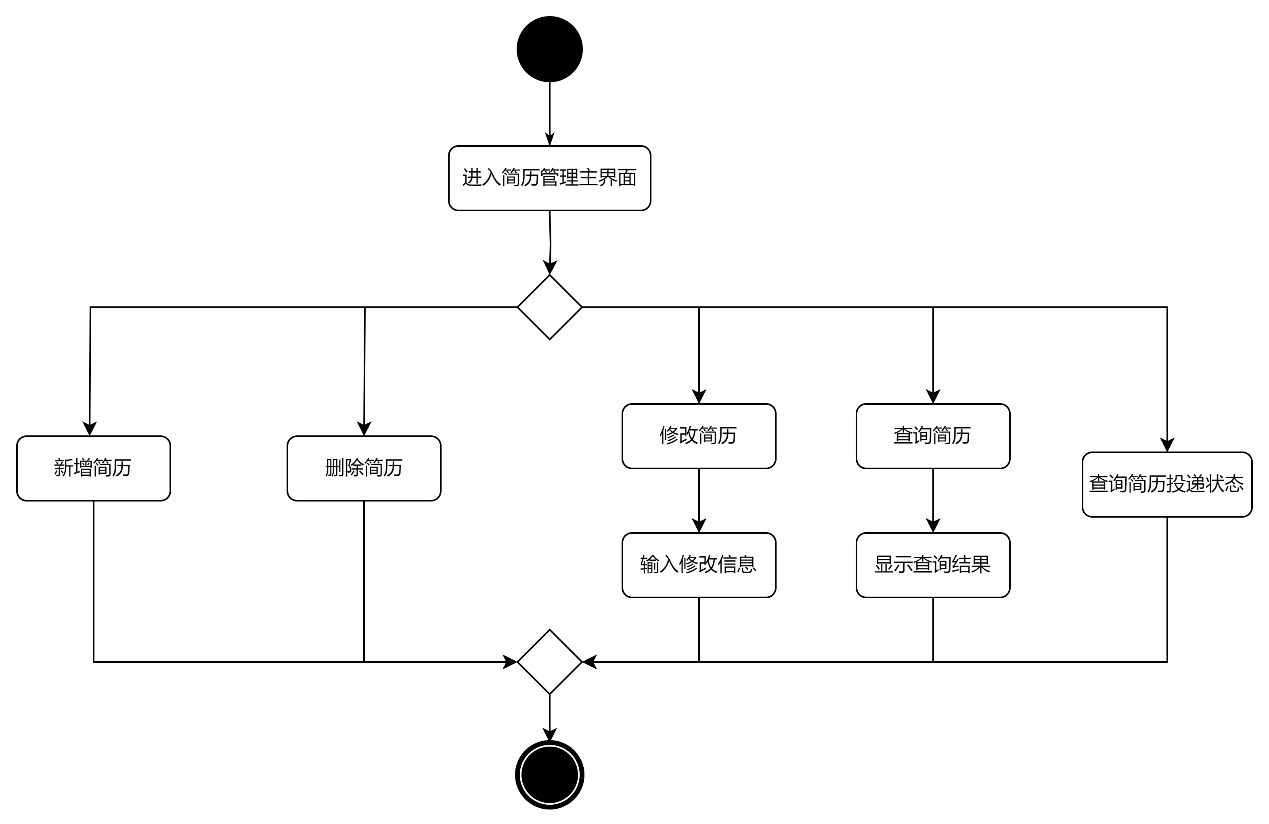 进入简历管理主界面
新增简历
删除简历
修改简历
查询简历
查询简历投递状态
输入修改信息
显示查询结果